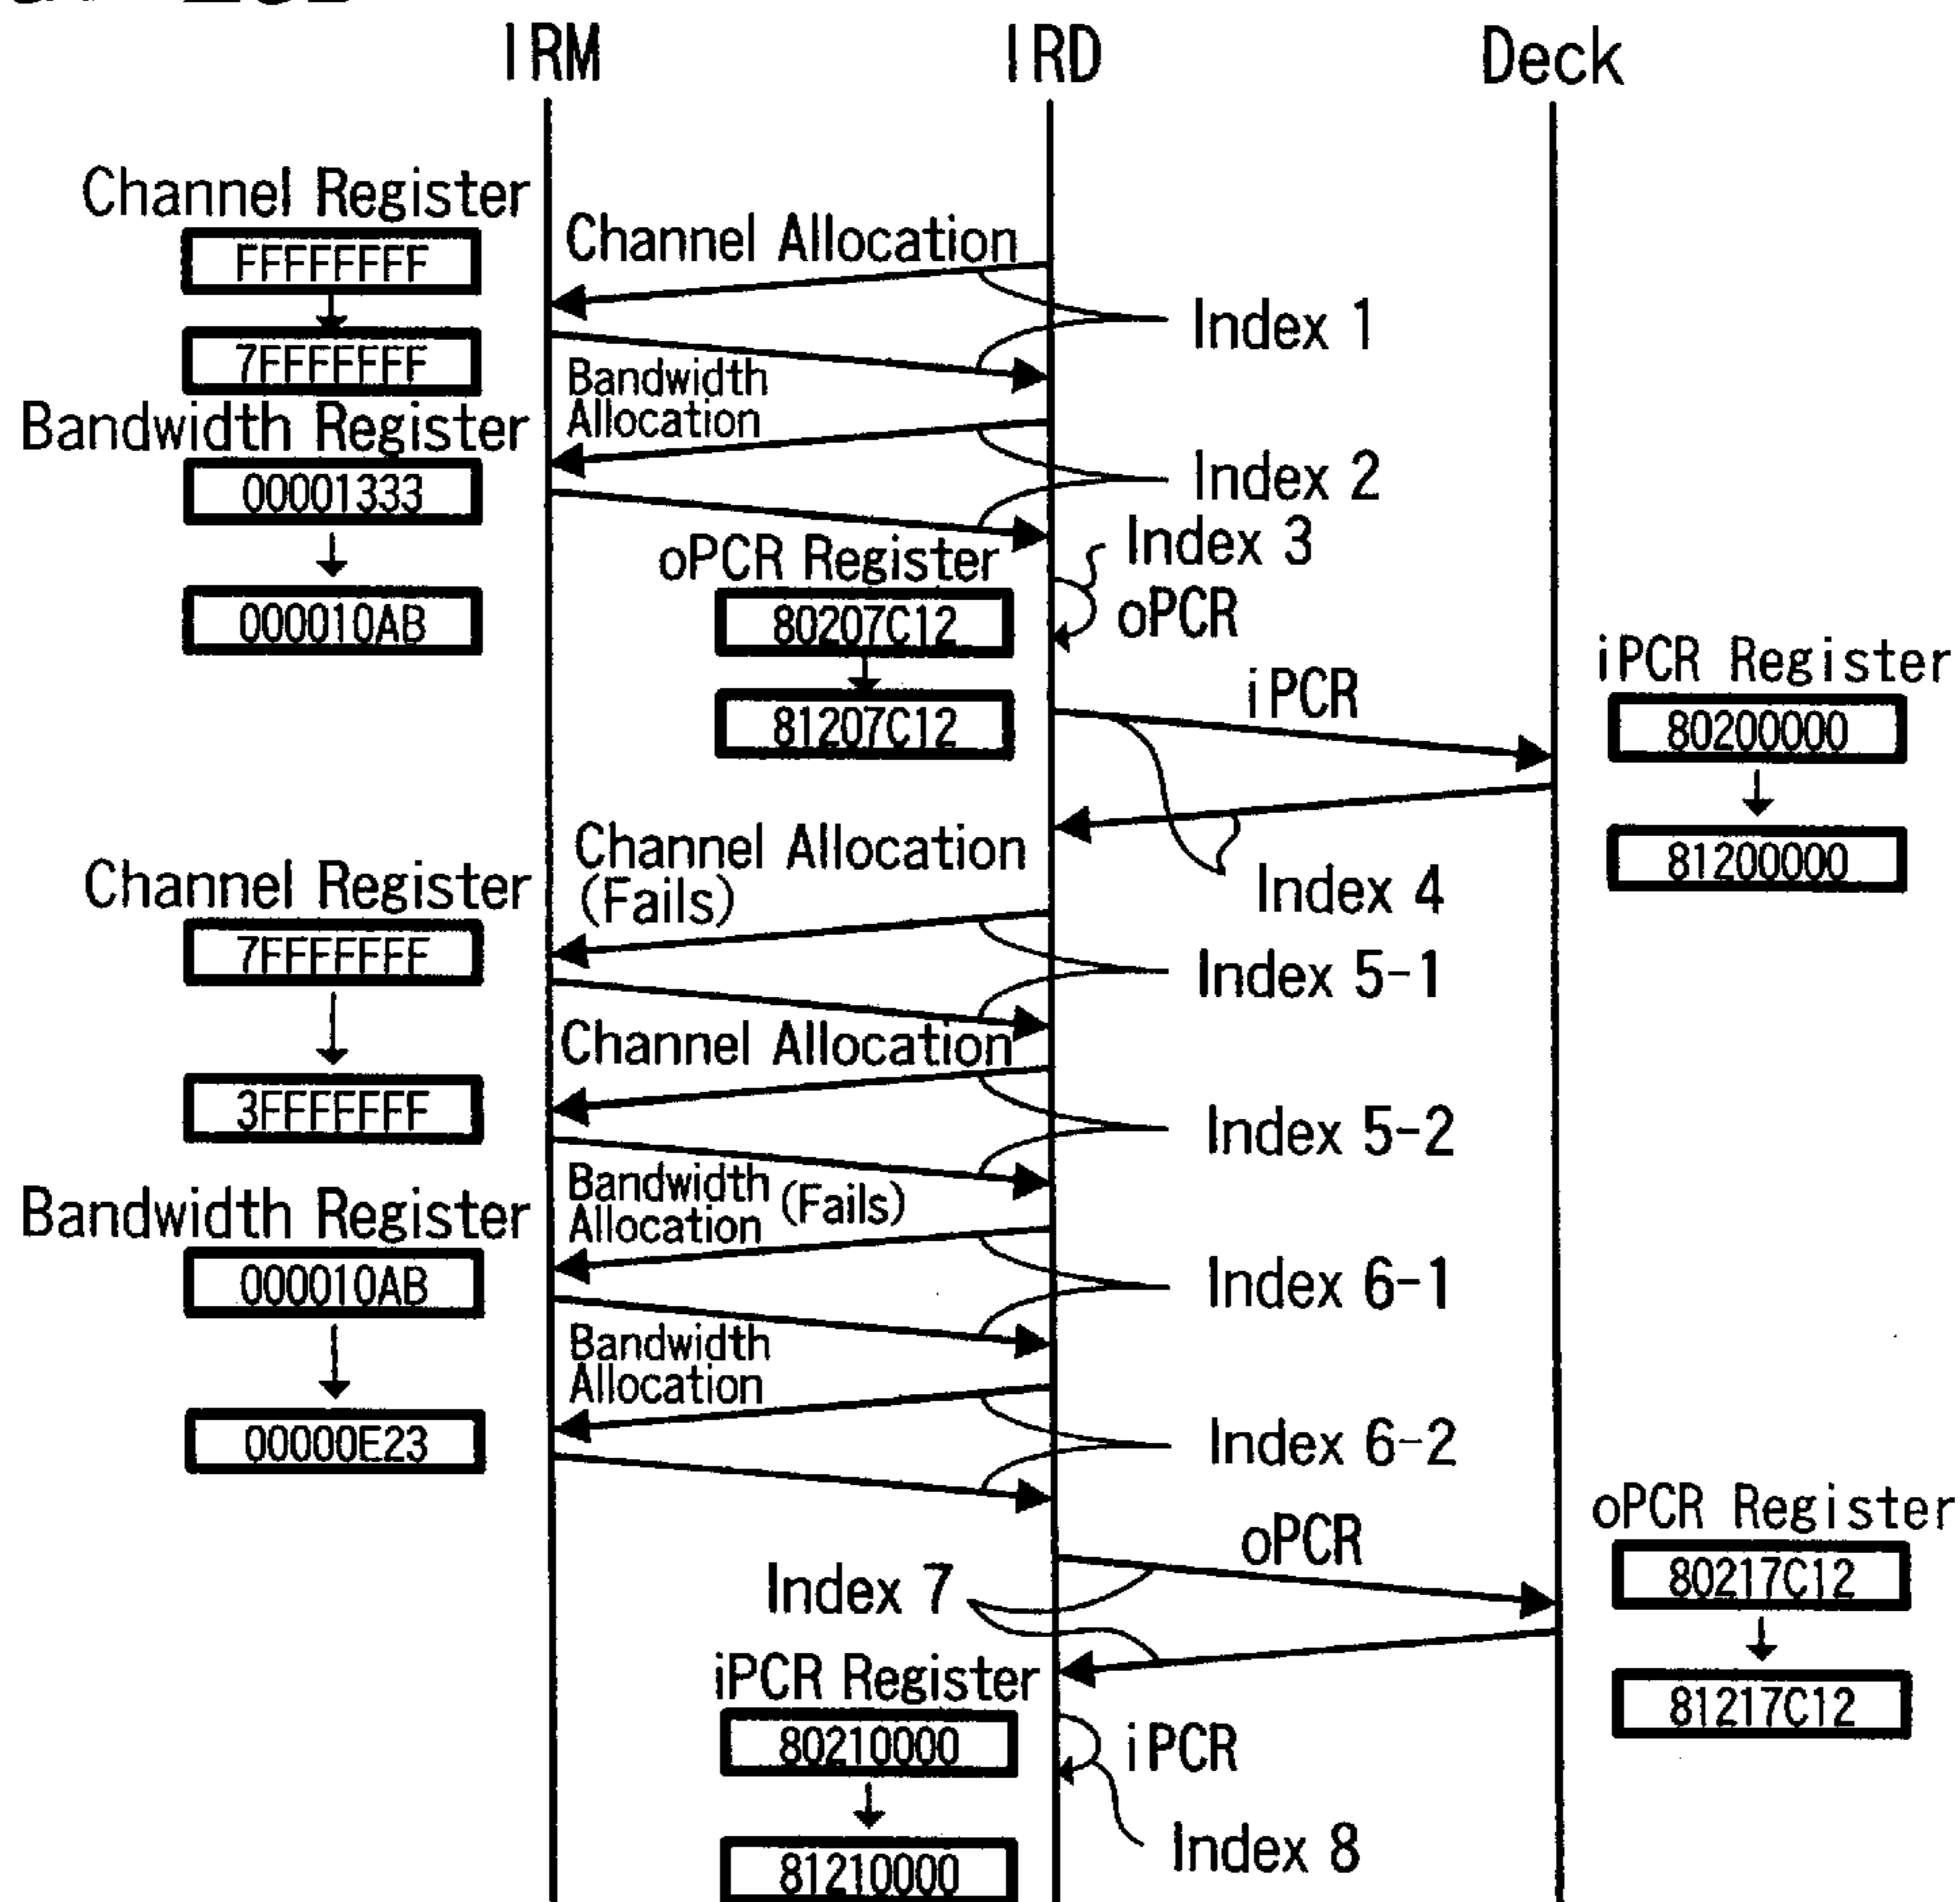 IRM IRD Deck
Channel Register
FFFFFFFF
Channel Allocation
Index 1
7FFFFFFF
Bandwidth
Allocation
Bandwidth Register
00001333
Index 2
Index 3
oPCR Register
000010AB
80207C12
oPCR
81207C12
iPCR
iPCR Register
80200000
81200000
Channel Allocation
(Fails)
Index 4
Channel Register
7FFFFFFF
Index 5-1
Channel Allocation
3FFFFFFF
Index 5-2
Bandwidth
Allocation (Fails)
Bandwidth Register
000010AB
Index 6-1
Bandwidth
Allocation
00000E23
Index 6-2
oPCR
oPCR Register
80217C12
Index 7
81217C12
iPCR Register
80210000
iPCR
Index 8
81210000